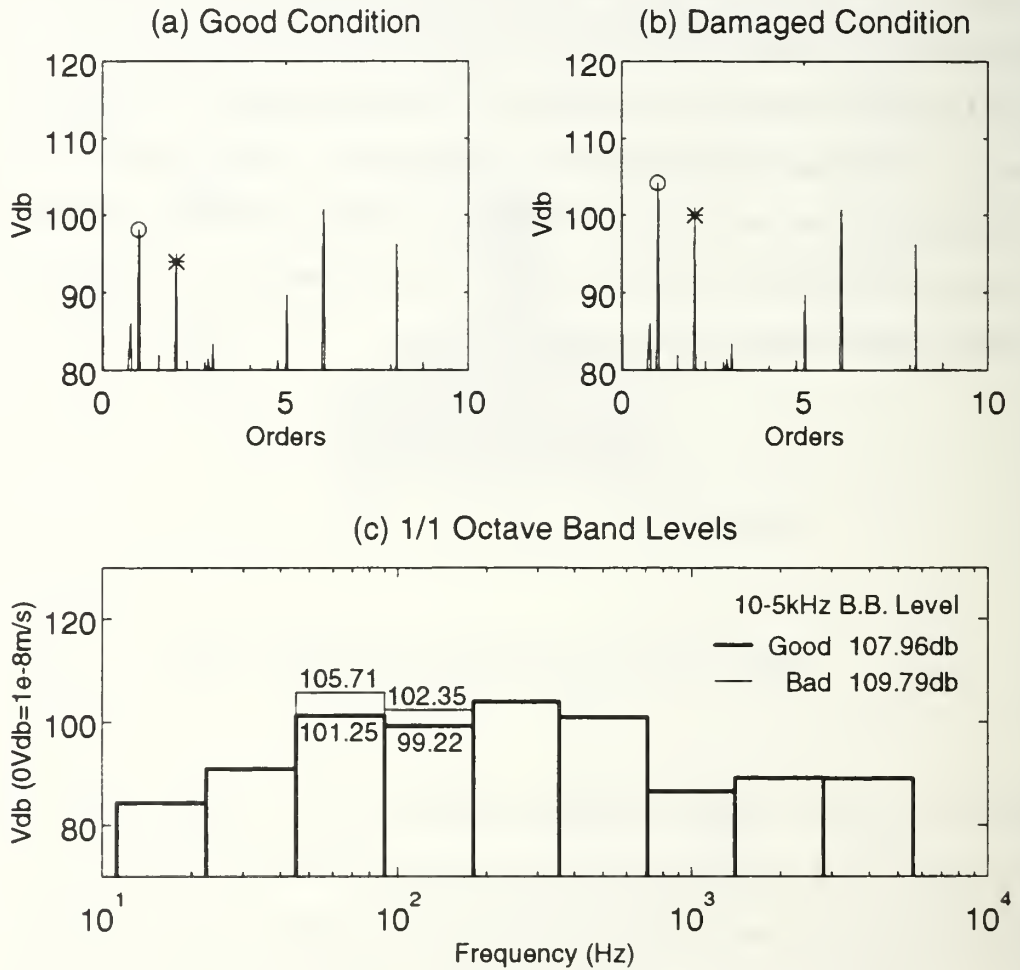 (a) Good Condition
(b) Damaged Condition
120
110
100
90
80
Vdb
0
5
10
Orders
120
110
100
90
80
Vdb
0
5
10
Orders
(c) 1/1 Octave Band Levels
Vdb (0Vdb=1e-8m/s)
120
100
80
10-5kHz B.B. Level
Good 107.96db
Bad 109.79db
105.71
102.35
101.25
99.22
10^1
10^2
10^3
10^4
Frequency (Hz)